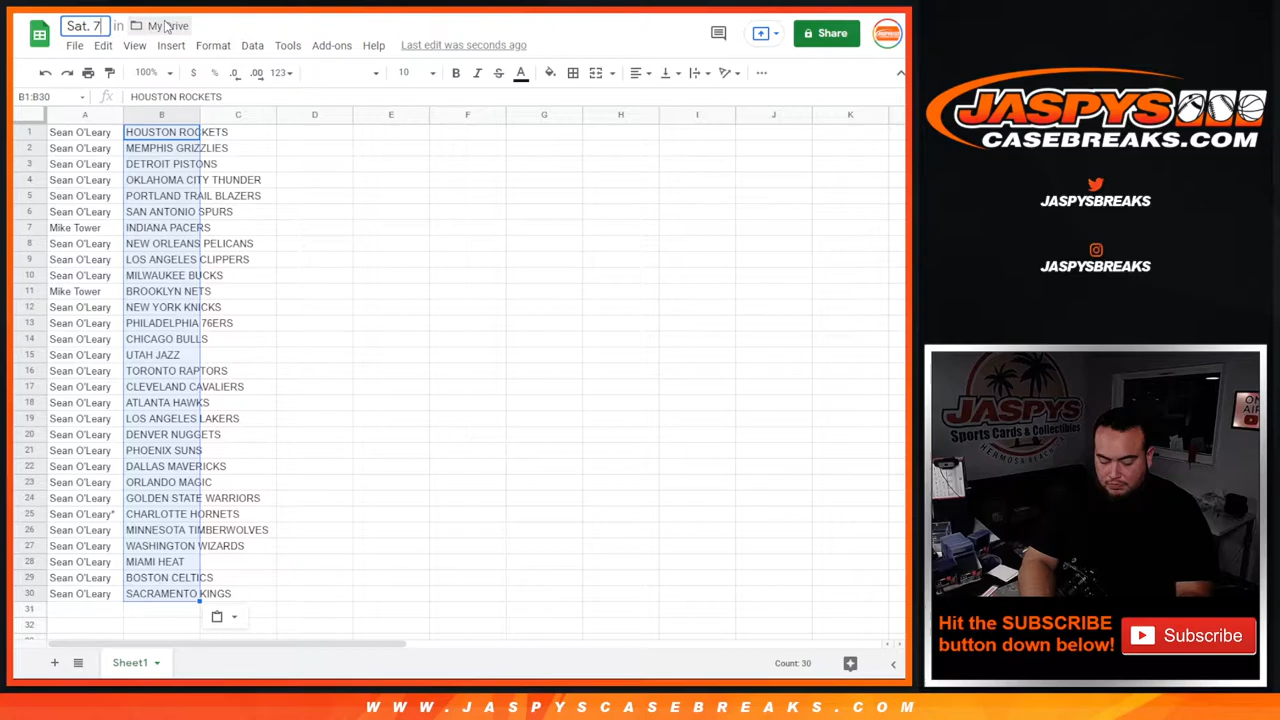 Sat. 7 in My Drive
File Edit View Insert Format Data Tools Add-ons Help Last edit was seconds ago
Share
100% $ % .0 .00 123 10 B I S A
B1:B30 fx HOUSTON ROCKETS
A B C D E F G H I J K
1 Sean O'Leary HOUSTON ROCKETS
2 Sean O'Leary MEMPHIS GRIZZLIES
3 Sean O'Leary DETROIT PISTONS
4 Sean O'Leary OKLAHOMA CITY THUNDER
5 Sean O'Leary PORTLAND TRAIL BLAZERS
6 Sean O'Leary SAN ANTONIO SPURS
7 Mike Tower INDIANA PACERS
8 Sean O'Leary NEW ORLEANS PELICANS
9 Sean O'Leary LOS ANGELES CLIPPERS
10 Sean O'Leary MILWAUKEE BUCKS
11 Mike Tower BROOKLYN NETS
12 Sean O'Leary NEW YORK KNICKS
13 Sean O'Leary PHILADELPHIA 76ERS
14 Sean O'Leary CHICAGO BULLS
15 Sean O'Leary UTAH JAZZ
16 Sean O'Leary TORONTO RAPTORS
17 Sean O'Leary CLEVELAND CAVALIERS
18 Sean O'Leary ATLANTA HAWKS
19 Sean O'Leary LOS ANGELES LAKERS
20 Sean O'Leary DENVER NUGGETS
21 Sean O'Leary PHOENIX SUNS
22 Sean O'Leary DALLAS MAVERICKS
23 Sean O'Leary ORLANDO MAGIC
24 Sean O'Leary GOLDEN STATE WARRIORS
25 Sean O'Leary* CHARLOTTE HORNETS
26 Sean O'Leary MINNESOTA TIMBERWOLVES
27 Sean O'Leary WASHINGTON WIZARDS
28 Sean O'Leary MIAMI HEAT
29 Sean O'Leary BOSTON CELTICS
30 Sean O'Leary SACRAMENTO KINGS
31
32
Sheet1
Count: 30
JASPYS
CASEBREAKS.COM
JASPYSBREAKS
JASPYSBREAKS
JASPYS
Sports Cards & Collectibles
HERMOSA BEACH
ON
AIR
Hit the SUBSCRIBE
button down below!
Subscribe
WWW.JASPYSCASEBREAKS.COM